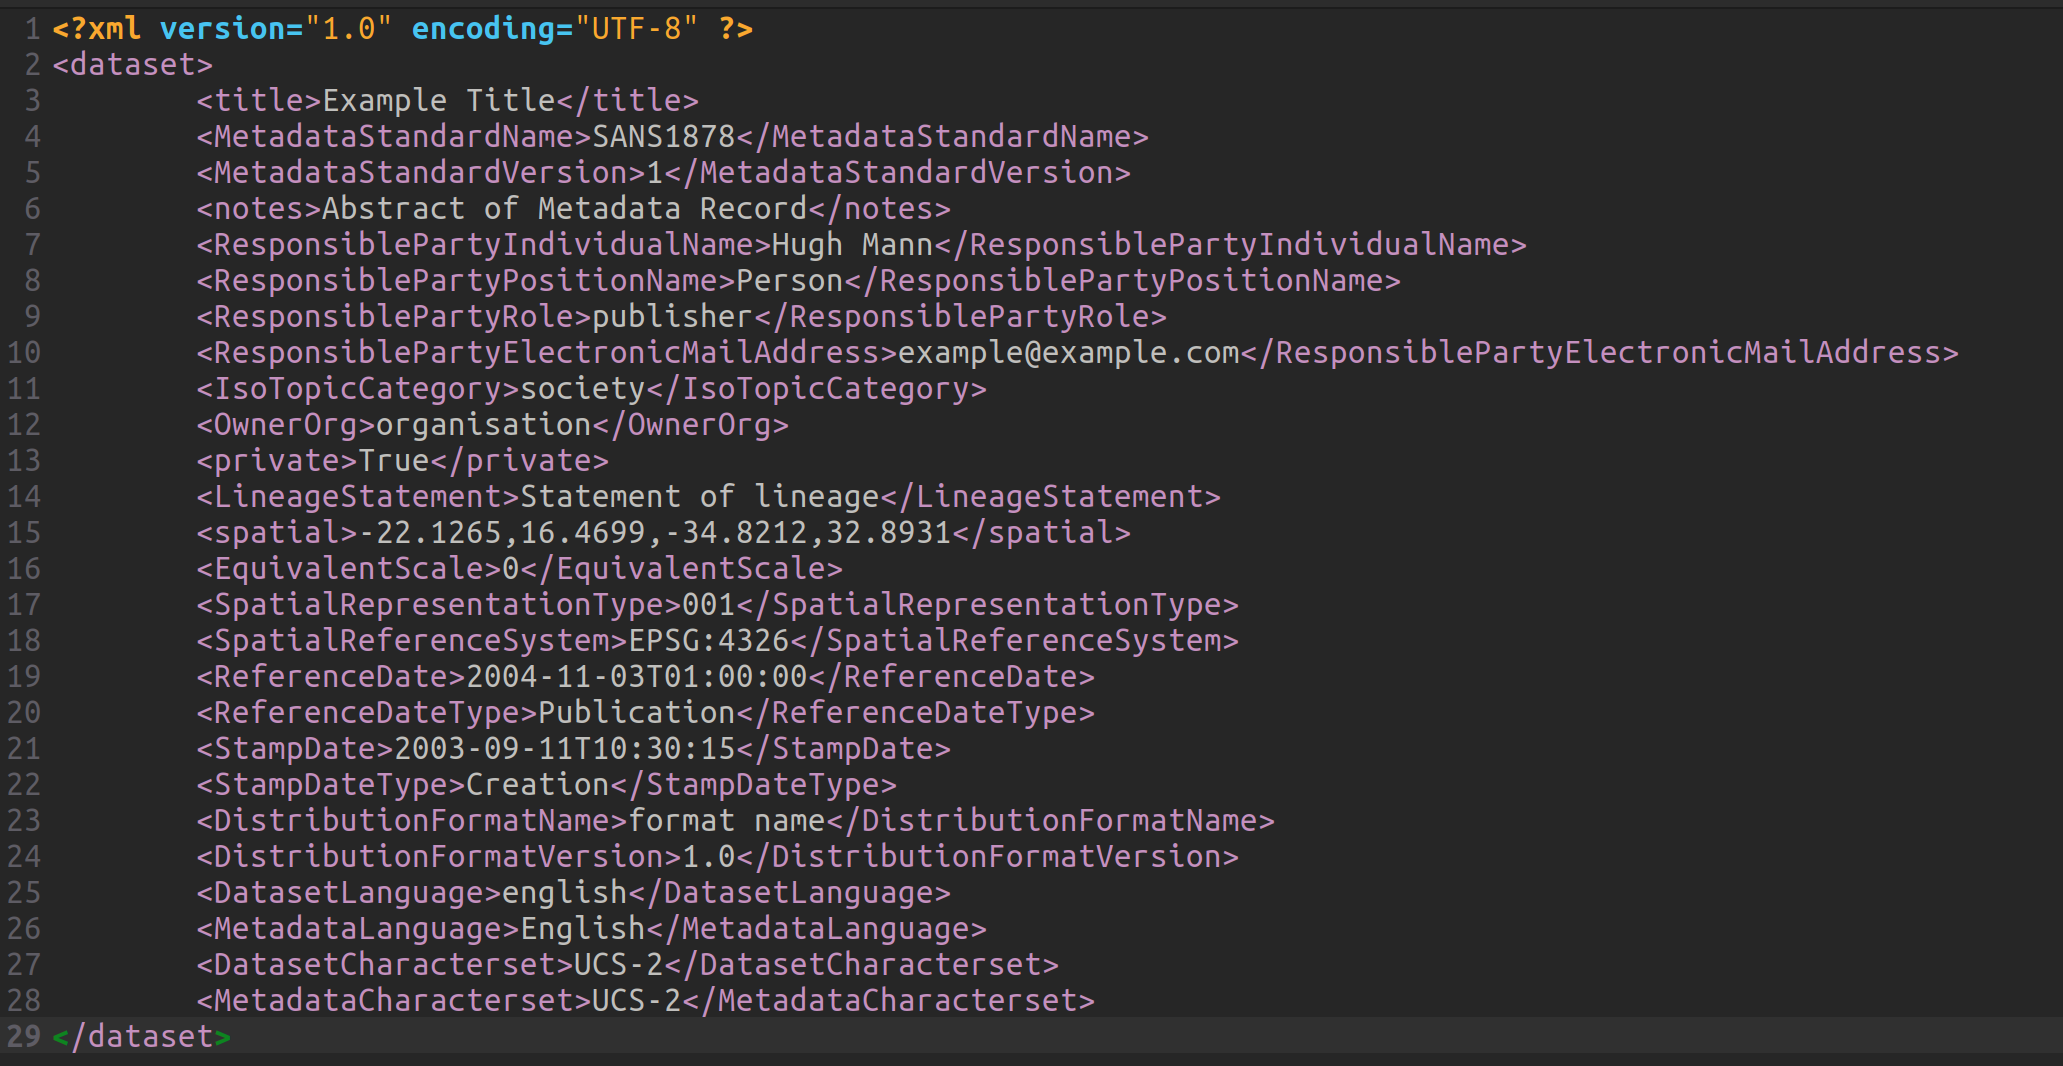 1 <?xml version="1.0" encoding="UTF-8" ?>
2 <dataset>
3 <title>Example Title</title>
4 <MetadataStandardName>SANS1878</MetadataStandardName>
5 <MetadataStandardVersion>1</MetadataStandardVersion>
6 <notes>Abstract of Metadata Record</notes>
7 <ResponsiblePartyIndividualName>Hugh Mann</ResponsiblePartyIndividualName>
8 <ResponsiblePartyPositionName>Person</ResponsiblePartyPositionName>
9 <ResponsiblePartyRole>publisher</ResponsiblePartyRole>
10 <ResponsiblePartyElectronicMailAddress>example@example.com</ResponsiblePartyElectronicMailAddress>
11 <IsoTopicCategory>society</IsoTopicCategory>
12 <OwnerOrg>organisation</OwnerOrg>
13 <private>True</private>
14 <LineageStatement>Statement of lineage</LineageStatement>
15 <spatial>-22.1265,16.4699,-34.8212,32.8931</spatial>
16 <EquivalentScale>0</EquivalentScale>
17 <SpatialRepresentationType>001</SpatialRepresentationType>
18 <SpatialReferenceSystem>EPSG:4326</SpatialReferenceSystem>
19 <ReferenceDate>2004-11-03T01:00:00</ReferenceDate>
20 <ReferenceDateType>Publication</ReferenceDateType>
21 <StampDate>2003-09-11T10:30:15</StampDate>
22 <StampDateType>Creation</StampDateType>
23 <DistributionFormatName>format name</DistributionFormatName>
24 <DistributionFormatVersion>1.0</DistributionFormatVersion>
25 <DatasetLanguage>english</DatasetLanguage>
26 <MetadataLanguage>English</MetadataLanguage>
27 <DatasetCharacterset>UCS-2</DatasetCharacterset>
28 <MetadataCharacterset>UCS-2</MetadataCharacterset>
29 </dataset>